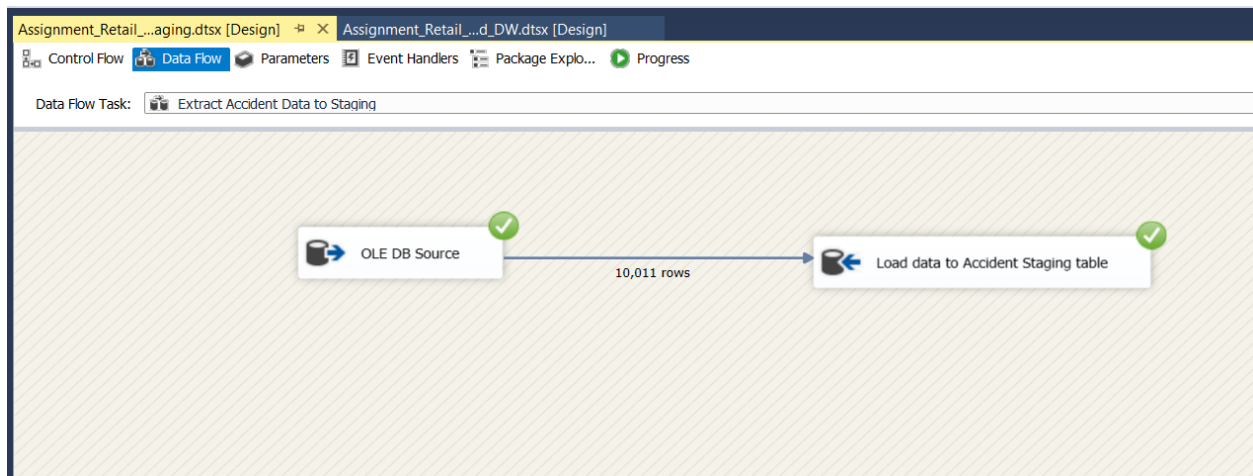 Assignment_Retail_...aging.dtsx [Design] Assignment_Retail_...d_DW.dtsx [Design]
Control Flow Data Flow Parameters Event Handlers Package Explo... Progress
Data Flow Task: Extract Accident Data to Staging
OLE DB Source
10,011 rows
Load data to Accident Staging table